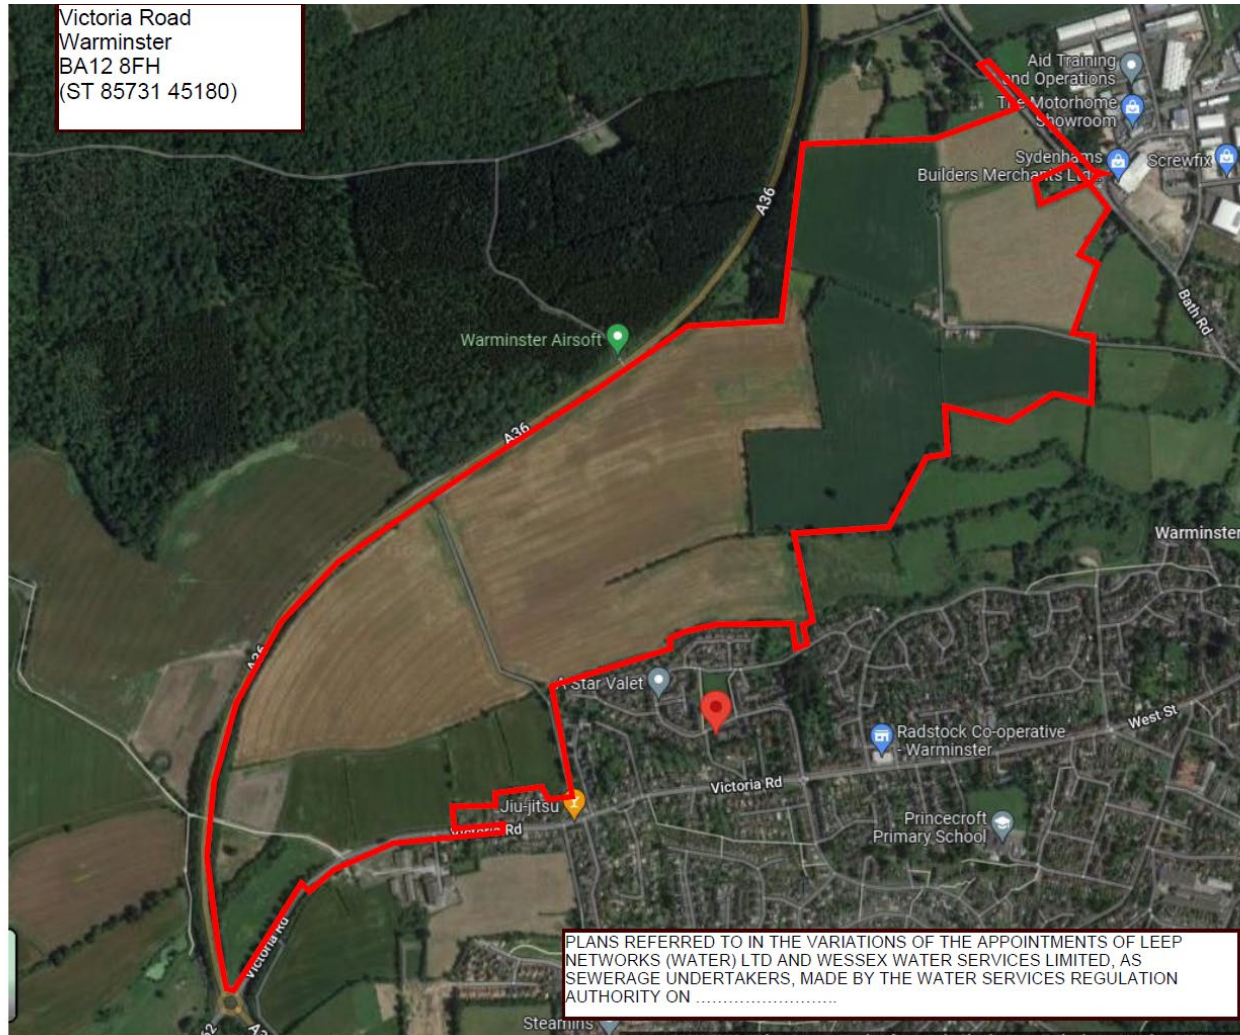 Victoria Road
Warminster
BA12 8FH
(ST 85731 45180)
Aid Training
and Operations
The Motorhome
Showroom
Sydenhams
Builders Merchants Ltd
Screwfix
A36
Bath Rd
Warminster Airsoft
A36
Warminster
A36
A Star Valet
West St
Radstock Co-operative
- Warminster
Victoria Rd
Jiu-jitsu
Victoria Rd
Princecroft
Primary School
Victoria Rd
PLANS REFERRED TO IN THE VARIATIONS OF THE APPOINTMENTS OF LEEP
NETWORKS (WATER) LTD AND WESSEX WATER SERVICES LIMITED, AS
SEWERAGE UNDERTAKERS, MADE BY THE WATER SERVICES REGULATION
AUTHORITY ON ……………………..